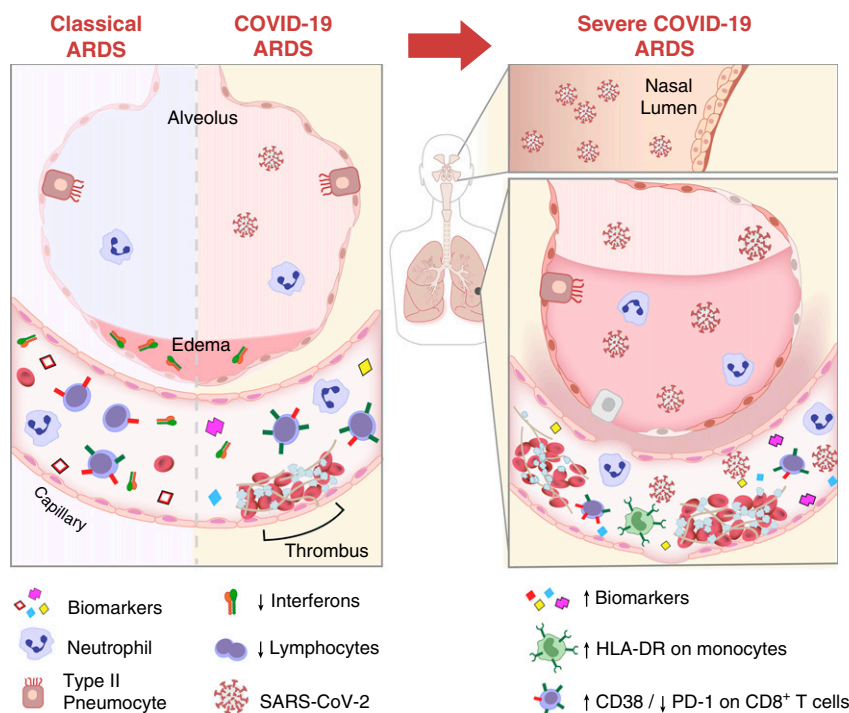 Classical
ARDS
COVID-19
ARDS
Severe COVID-19
ARDS
Alveolus
Edema
Capillary
Thrombus
Nasal
Lumen
Biomarkers
Neutrophil
Type II
Pneumocyte
↓ Interferons
↓ Lymphocytes
SARS-CoV-2
↑ Biomarkers
↑ HLA-DR on monocytes
↑ CD38 / ↓ PD-1 on CD8⁺ T cells